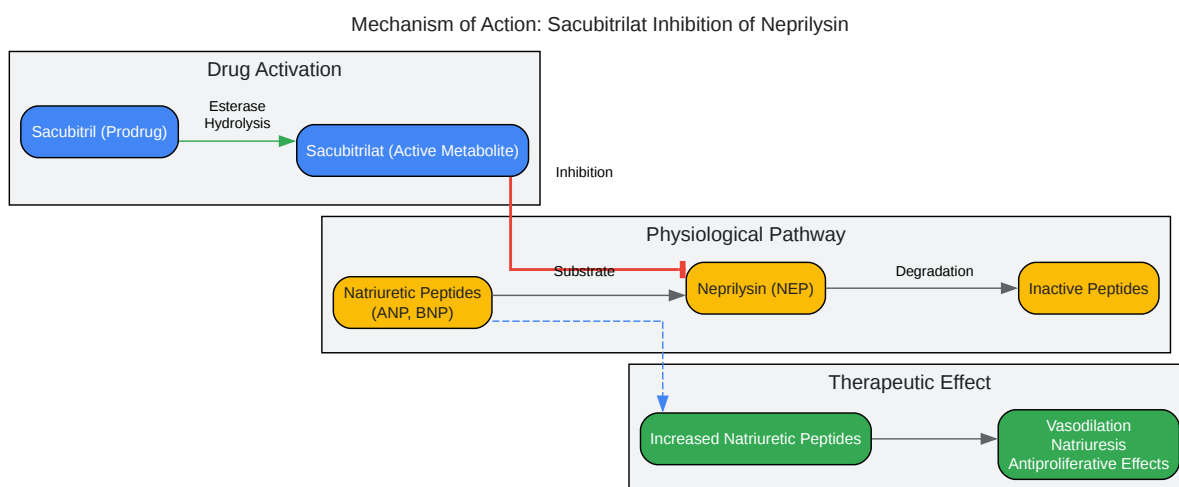 Mechanism of Action: Sacubitrilat Inhibition of Neprilysin
Drug Activation
Sacubitril (Prodrug)
Esterase
Hydrolysis
Sacubitrilat (Active Metabolite)
Inhibition
Physiological Pathway
Natriuretic Peptides
(ANP, BNP)
Substrate
Neprilysin (NEP)
Degradation
Inactive Peptides
Therapeutic Effect
Increased Natriuretic Peptides
Vasodilation
Natriuresis
Antiproliferative Effects